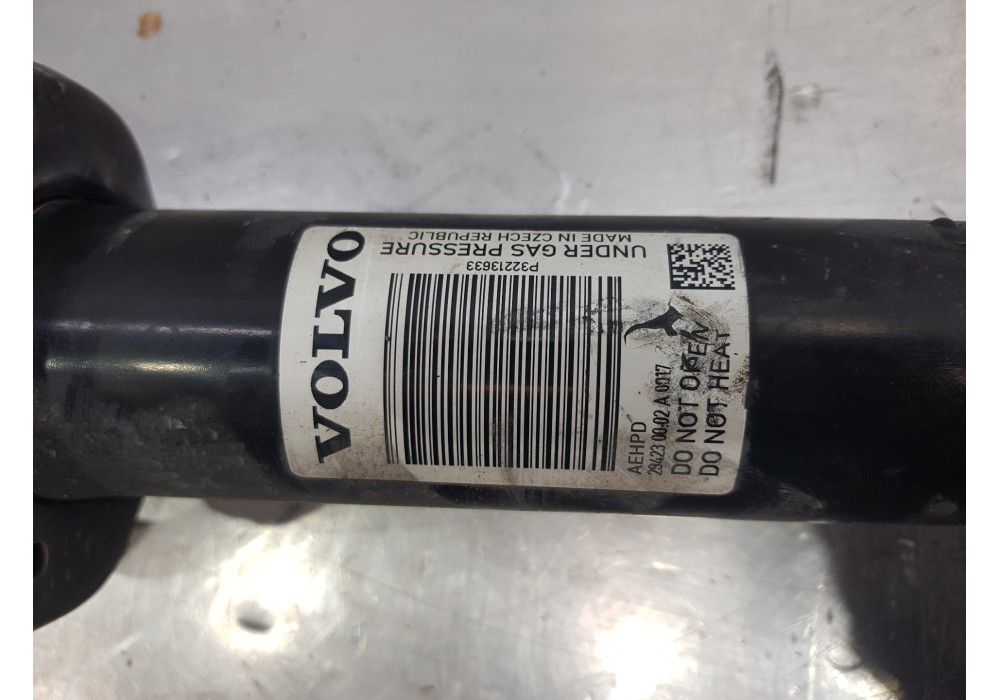 VOLVO
MADE IN CZECH REPUBLIC
UNDER GAS PRESSURE
P32213633
AEHPD
29423 00-02 A 0017
DO NOT OPEN
DO NOT HEAT